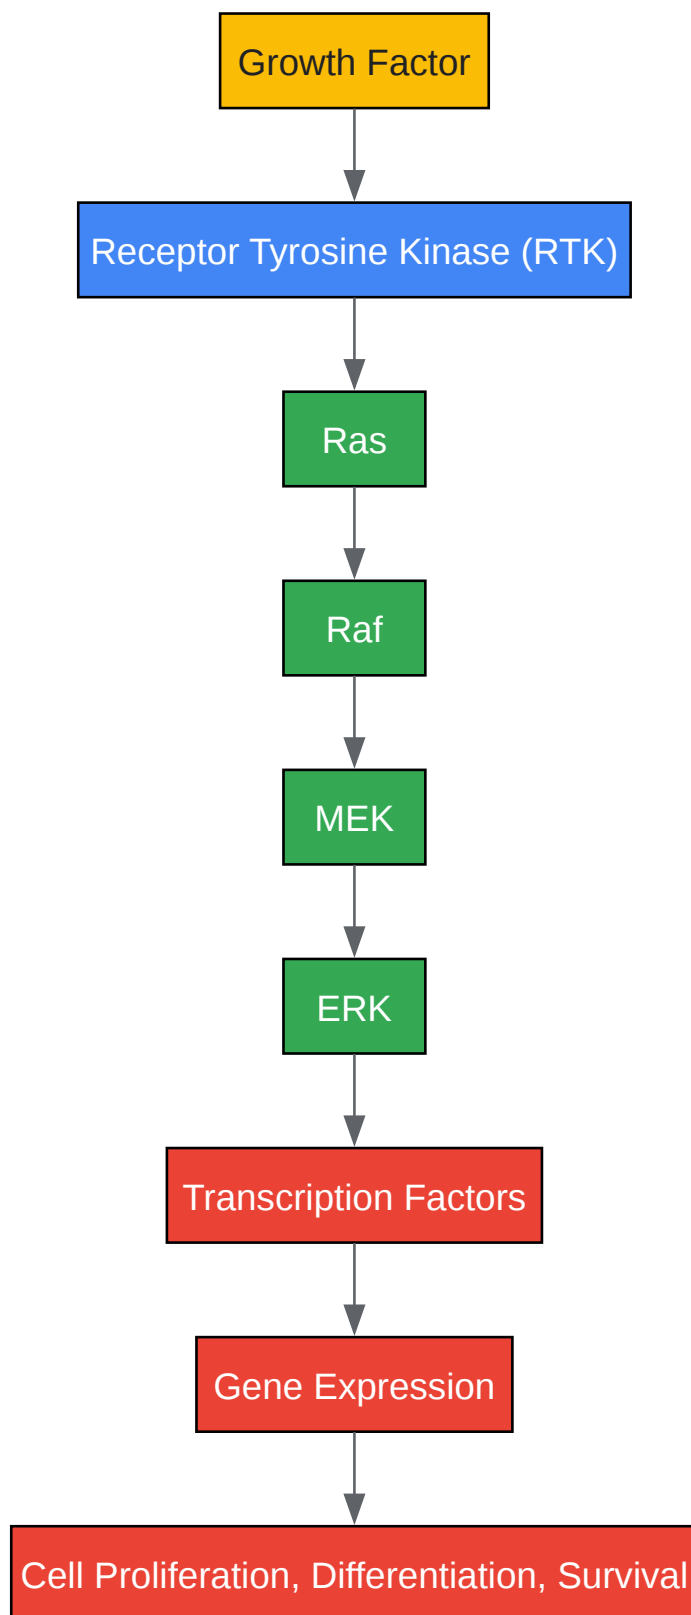 Growth Factor
Receptor Tyrosine Kinase (RTK)
Ras
Raf
MEK
ERK
Transcription Factors
Gene Expression
Cell Proliferation, Differentiation, Survival